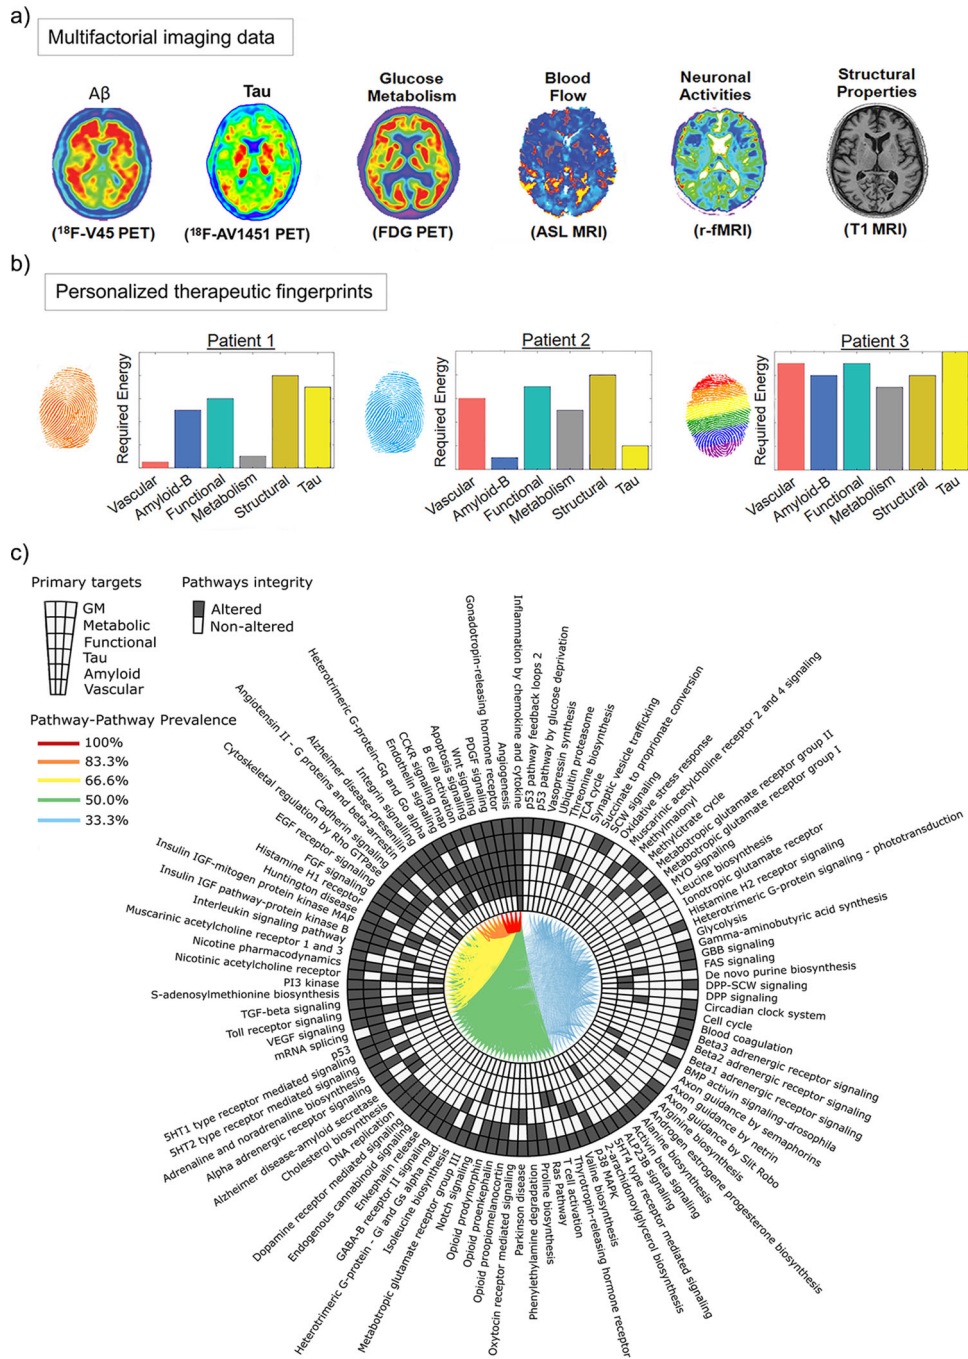 a)
Multifactorial imaging data
Aβ
Tau
Glucose
Metabolism
Blood
Flow
Neuronal
Activities
Structural
Properties
(¹⁸F-V45 PET)
(¹⁸F-AV1451 PET)
(FDG PET)
(ASL MRI)
(r-fMRI)
(T1 MRI)
b)
Personalized therapeutic fingerprints
Patient 1
Required Energy
Vascular
Amyloid-B
Functional
Metabolism
Structural
Tau
Patient 2
Required Energy
Vascular
Amyloid-B
Functional
Metabolism
Structural
Tau
Patient 3
Required Energy
Vascular
Amyloid-B
Functional
Metabolism
Structural
Tau
c)
Primary targets
GM
Metabolic
Functional
Tau
Amyloid
Vascular
Pathways integrity
Altered
Non-altered
Pathway-Pathway Prevalence
100%
83.3%
66.6%
50.0%
33.3%
Inflammation by chemokine and cytokine
p53 pathway feedback loops 2
p53 pathway by glucose deprivation
Vasopressin synthesis
Ubiquitin proteasome
Threonine biosynthesis
TCA cycle
Synaptic vesicle trafficking
Succinate to proprionate conversion
SCW signaling
Oxidative stress response
Muscarinic acetylcholine receptor 2 and 4 signaling
Methylmalonyl
Methylcitrate cycle
Metabotropic glutamate receptor group II
Metabotropic glutamate receptor group I
MYO signaling
Leucine biosynthesis
Ionotropic glutamate receptor
Histamine H2 receptor signaling
Heterotrimeric G-protein signaling - phototransduction
Glycolysis
Gamma-aminobutyric acid synthesis
GBB signaling
FAS signaling
De novo purine biosynthesis
DPP-SCW signaling
DPP signaling
Circadian clock system
Cell cycle
Blood coagulation
Beta3 adrenergic receptor signaling
Beta2 adrenergic receptor signaling
Beta1 adrenergic receptor signaling
BMP activin signaling-drosophila
Axon guidance by semaphorins
Axon guidance by netrin
Axon guidance by Slit Robo
Arginine biosynthesis
Androgen estrogene progesterone biosynthesis
Alanine biosynthesis
Activin beta signaling
ALP23B signaling
5HT4 type receptor mediated signaling
2-arachidonoylglycerol biosynthesis
p38 MAPK
Valine biosynthesis
Thyrotropin-releasing hormone receptor
T cell activation
Ras Pathway
Proline biosynthesis
Phenylethylamine degradation
Parkinson disease
Oxytocin receptor mediated signaling
Opioid proopiomelanocortin
Opioid proenkephalin
Opioid prodynorphin
Notch signaling
Metabotropic glutamate receptor group III
Isoleucine biosynthesis
Heterotrimeric G-protein - Gi and Gs alpha med.
GABA-B receptor II signaling
Enkephalin release
Endogenous cannabinoid signaling
Dopamine receptor mediated signaling
DNA replication
Cholesterol biosynthesis
Alzheimer disease-amyloid secretase
Alpha adrenergic receptor signaling
Adrenaline and noradrenaline biosynthesis
5HT2 type receptor mediated signaling
5HT1 type receptor mediated signaling
p53
mRNA splicing
VEGF signaling
Toll receptor signaling
TGF-beta signaling
S-adenosylmethionine biosynthesis
PI3 kinase
Nicotinic acetylcholine receptor
Nicotine pharmacodynamics
Muscarinic acetylcholine receptor 1 and 3
Interleukin signaling pathway
Insulin IGF pathway-protein kinase B
Insulin IGF-mitogen protein kinase MAP
Huntington disease
Histamine H1 receptor
FGF signaling
EGF receptor signaling
Cytoskeletal regulation by Rho GTPase
Cadherin signaling
Angiotensin II - G proteins and beta-arrestin
Alzheimer disease-presenilin
Integrin signaling
Heterotrimeric G-protein-Gq and Go alpha
Endothelin signaling
CCKR signaling map
B cell activation
Apoptosis signaling
Wnt signaling
PDGF signaling
Gonadotropin-releasing hormone receptor
Angiogenesis